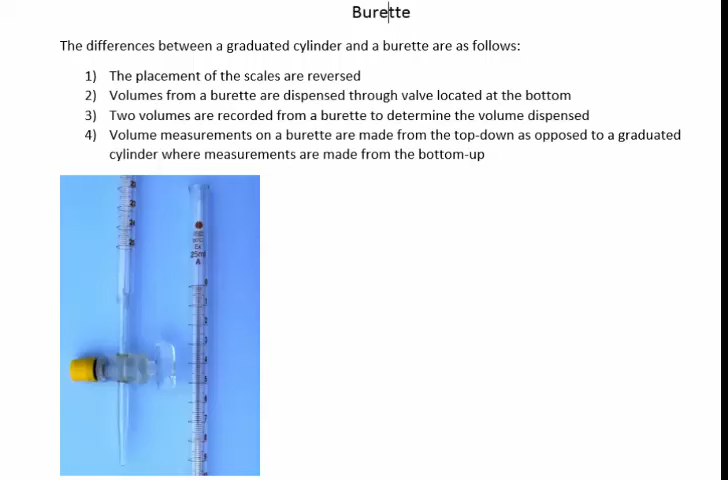 Burette
The differences between a graduated cylinder and a burette are as follows:
1) The placement of the scales are reversed
2) Volumes from a burette are dispensed through valve located at the bottom
3) Two volumes are recorded from a burette to determine the volume dispensed
4) Volume measurements on a burette are made from the top-down as opposed to a graduated
cylinder where measurements are made from the bottom-up
25ml
A